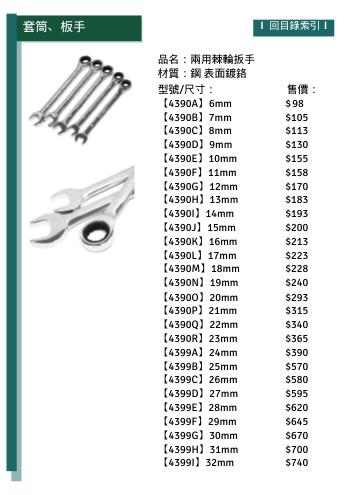 套筒、板手
回目錄索引
品名：兩用棘輪扳手
材質：鋼 表面鍍鉻
型號/尺寸： 售價：
【4390A】6mm $98
【4390B】7mm $105
【4390C】8mm $113
【4390D】9mm $130
【4390E】10mm $155
【4390F】11mm $158
【4390G】12mm $170
【4390H】13mm $183
【4390I】14mm $193
【4390J】15mm $200
【4390K】16mm $213
【4390L】17mm $223
【4390M】18mm $228
【4390N】19mm $240
【4390O】20mm $293
【4390P】21mm $315
【4390Q】22mm $340
【4390R】23mm $365
【4399A】24mm $390
【4399B】25mm $570
【4399C】26mm $580
【4399D】27mm $595
【4399E】28mm $620
【4399F】29mm $645
【4399G】30mm $670
【4399H】31mm $700
【4399I】32mm $740